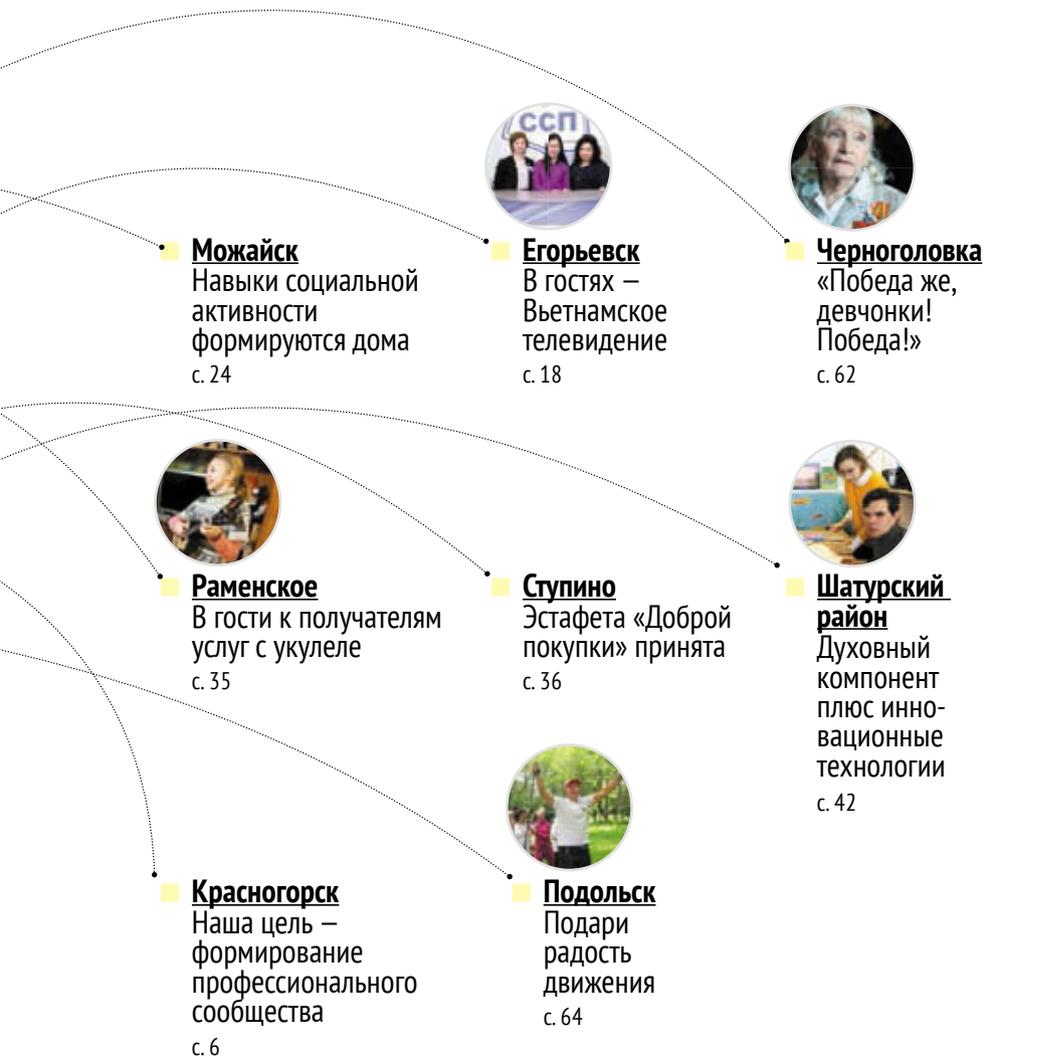 ССП
Можайск
Навыки социальной
активности
формируются дома
с. 24
Егорьевск
В гостях —
Вьетнамское
телевидение
с. 18
Черноголовка
«Победа же,
девчонки!
Победа!»
с. 62
Раменское
В гости к получателям
услуг с укулеле
с. 35
Ступино
Эстафета «Доброй
покупки» принята
с. 36
Шатурский
район
Духовный
компонент
плюс инно-
вационные
технологии
с. 42
Красногорск
Наша цель —
формирование
профессионального
сообщества
с. 6
Подольск
Подари
радость
движения
с. 64